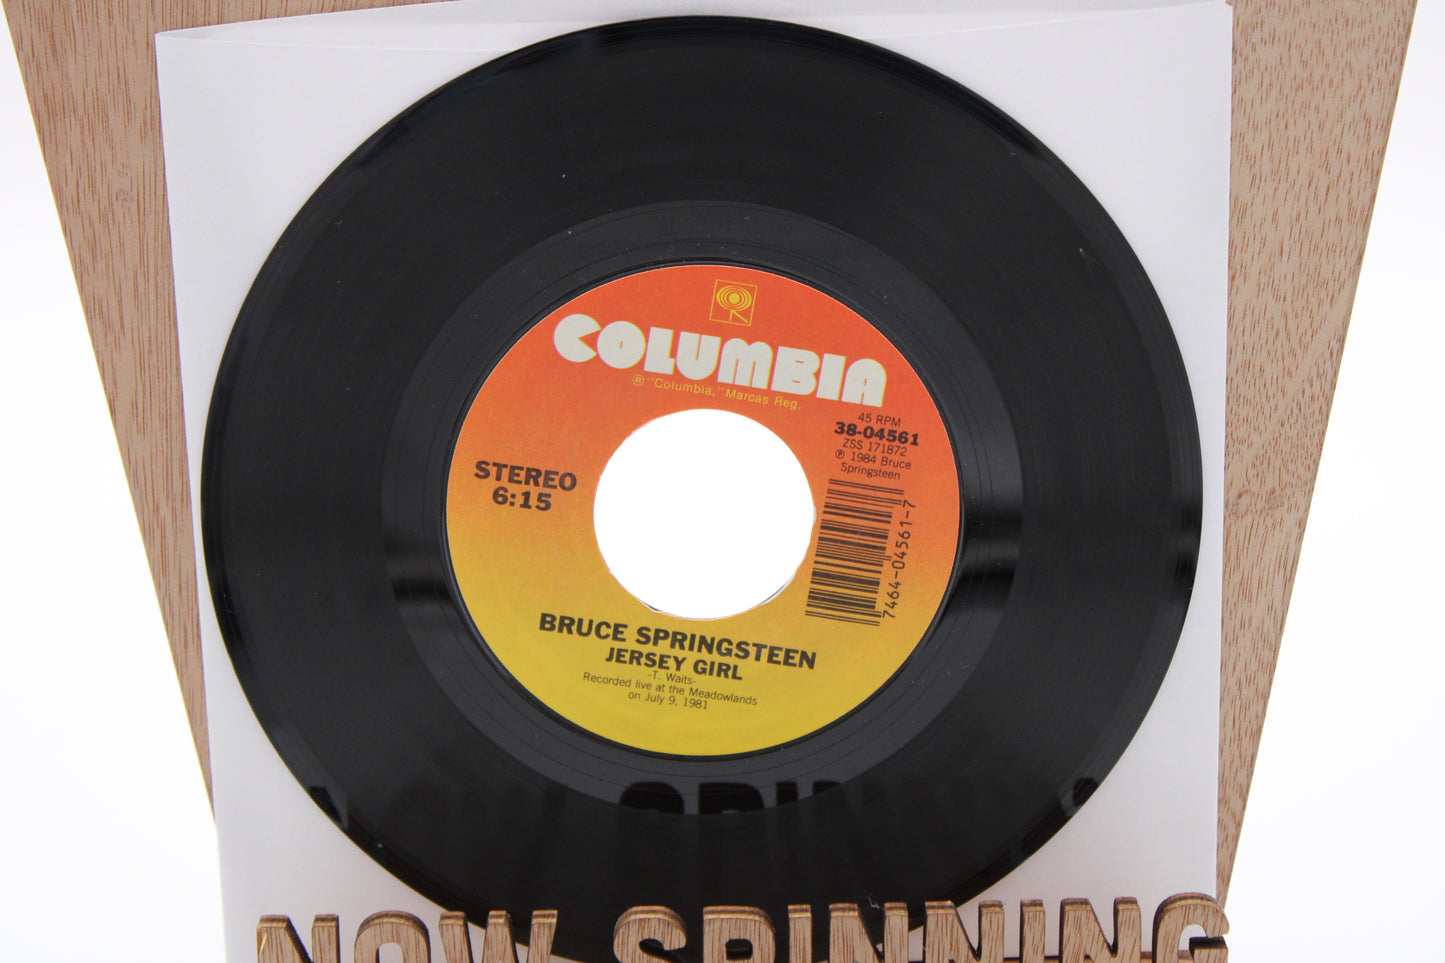 COLUMBIA
® "Columbia," Marcas Reg.
45 RPM
38-04561
ZSS 171872
℗ 1984 Bruce
Springsteen
STEREO
6:15
7464-04561-7
BRUCE SPRINGSTEEN
JERSEY GIRL
-T. Waits-
Recorded live at the Meadowlands
on July 9, 1981
NOW SPINNING